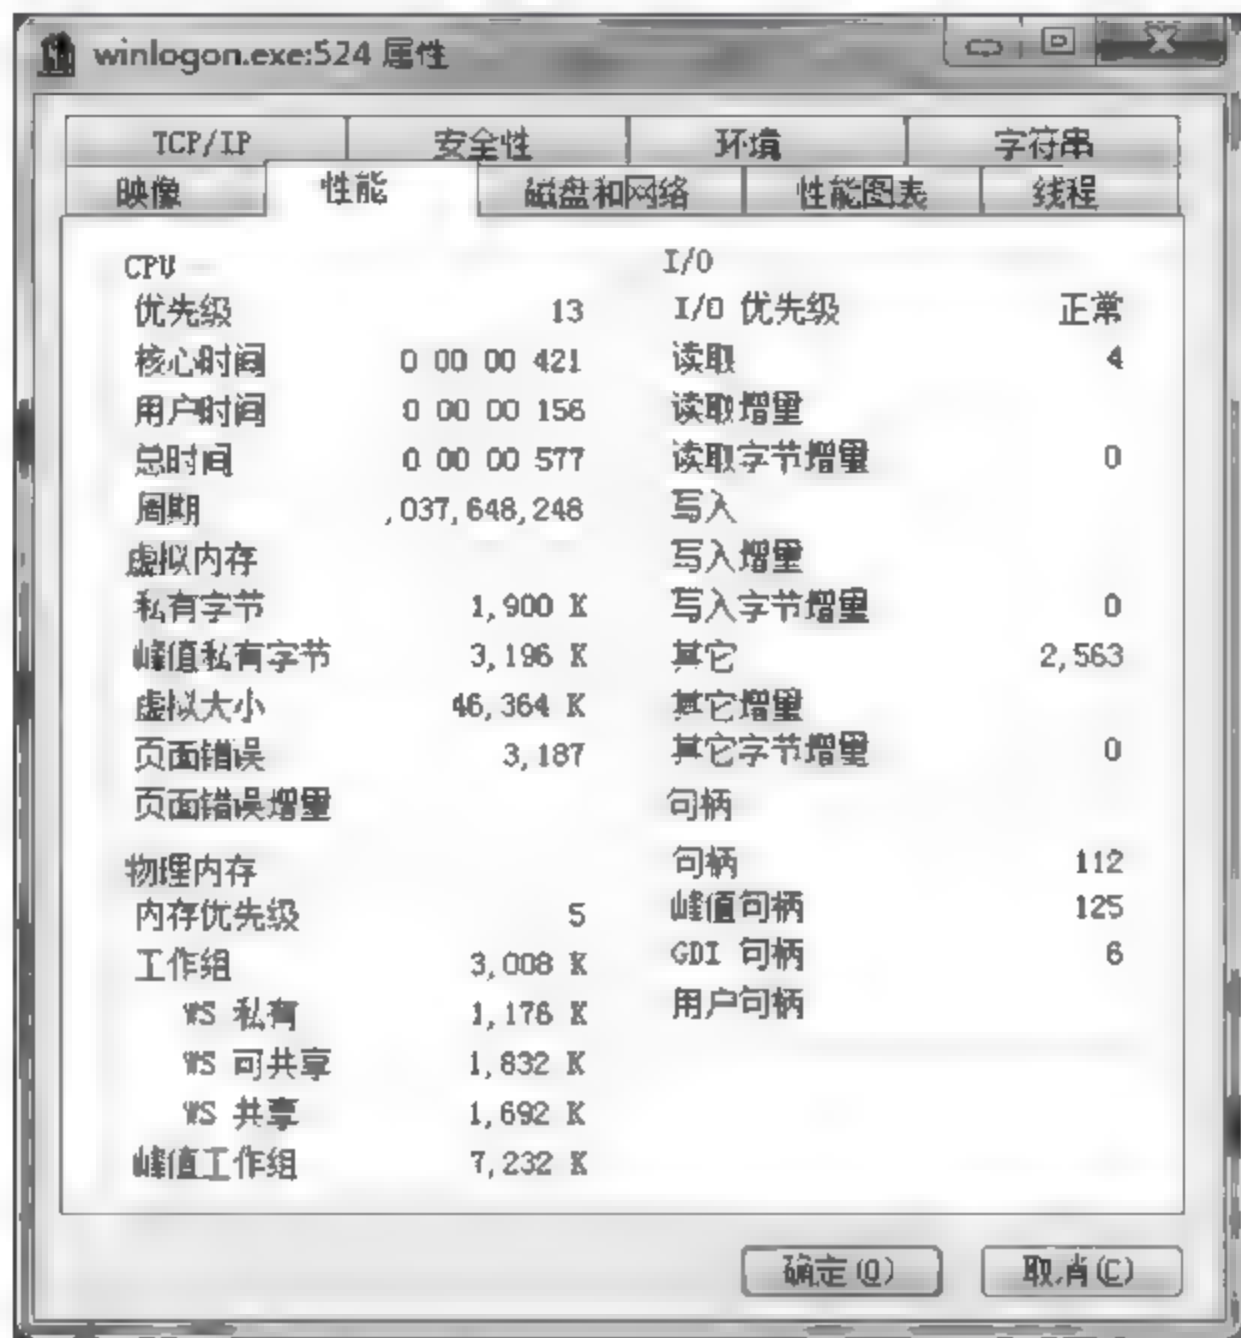 winlogon.exe:524 属性
TCP/IP 安全性 环境 字符串
映像 性能 磁盘和网络 性能图表 线程
CPU
优先级 13
核心时间 0 00 00 421
用户时间 0 00 00 156
总时间 0 00 00 577
周期 ,037,648,248
虚拟内存
私有字节 1,900 K
峰值私有字节 3,196 K
虚拟大小 46,364 K
页面错误 3,187
页面错误增量
物理内存
内存优先级 5
工作组 3,008 K
WS 私有 1,176 K
WS 可共享 1,832 K
WS 共享 1,692 K
峰值工作组 7,232 K
I/O
I/O 优先级 正常
读取 4
读取增量
读取字节增量 0
写入
写入增量
写入字节增量 0
其它 2,563
其它增量
其它字节增量 0
句柄
句柄 112
峰值句柄 125
GDI 句柄 6
用户句柄
确定(O) 取消(C)